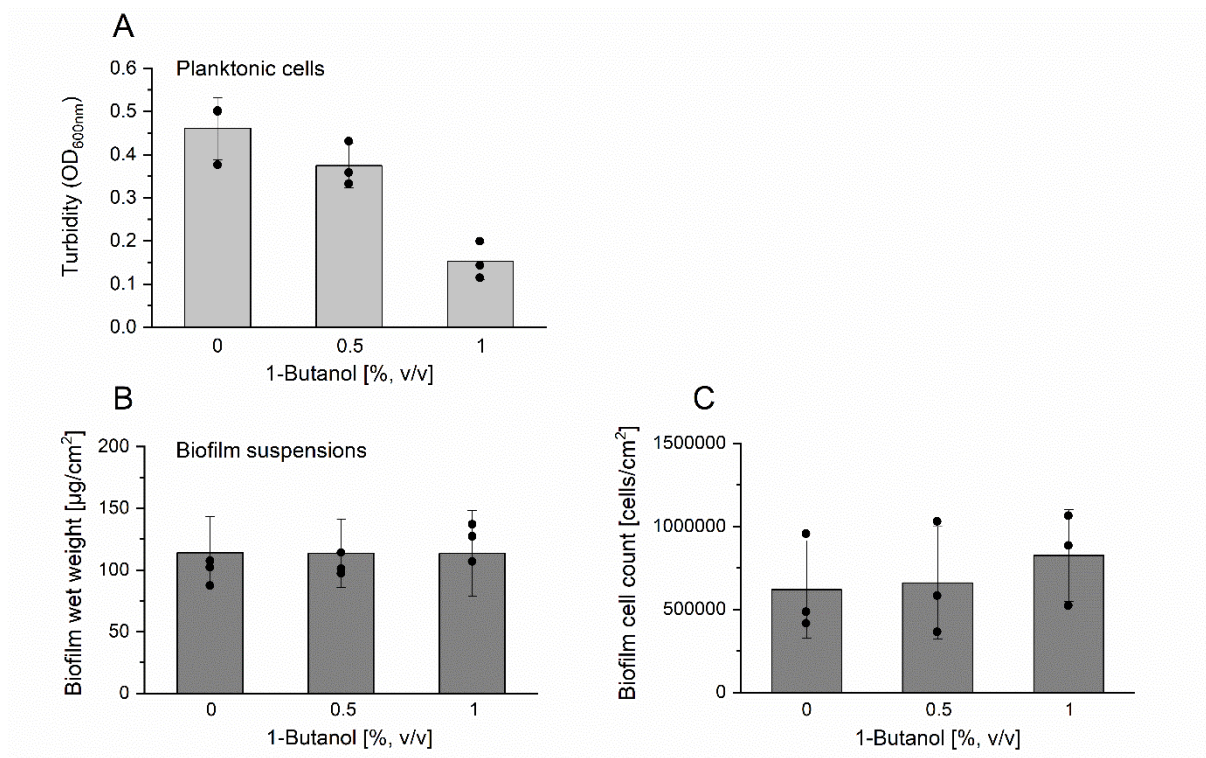 A
Planktonic cells
Turbidity (OD600nm)
0.6
0.5
0.4
0.3
0.2
0.1
0.0
0 0.5 1
1-Butanol [%, v/v]
B
Biofilm suspensions
Biofilm wet weight [µg/cm²]
200
150
100
50
0
0 0.5 1
1-Butanol [%, v/v]
C
Biofilm cell count [cells/cm²]
1500000
1000000
500000
0
0 0.5 1
1-Butanol [%, v/v]